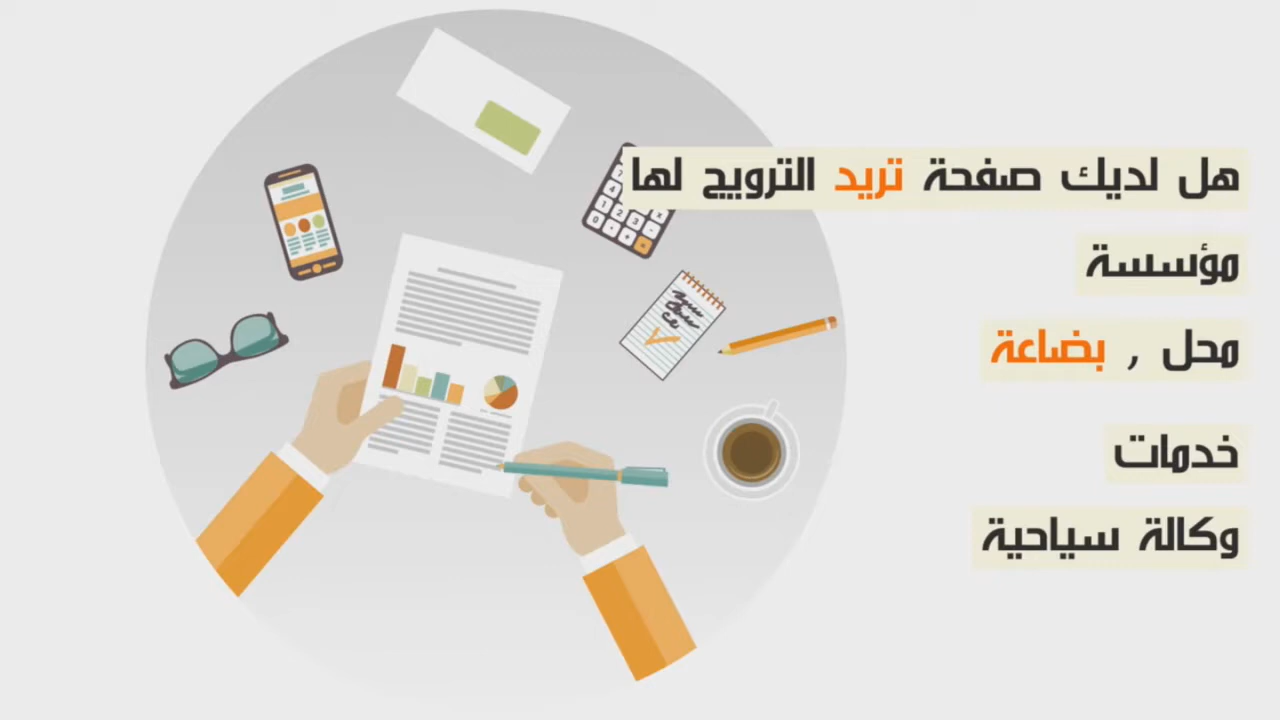 هل لديك صفحة تريد الترويج لها
مؤسسة
محل , بضاعة
خدمات
وكالة سياحية